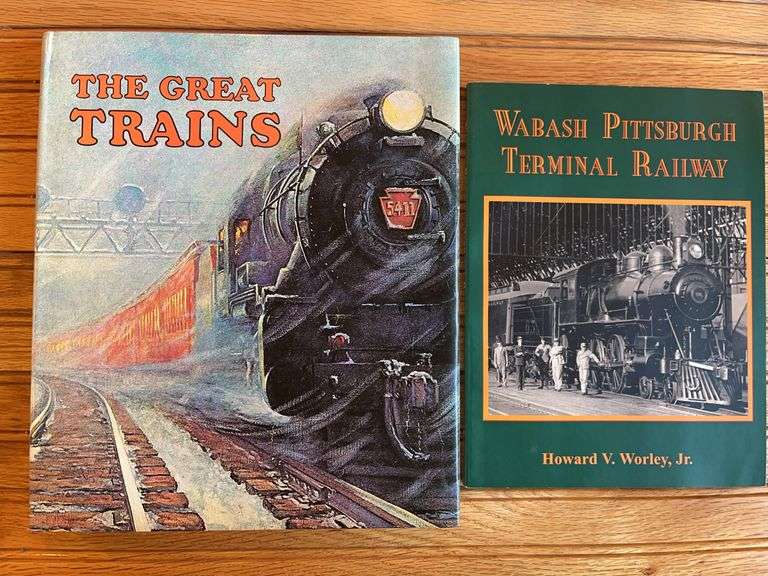 THE GREAT
TRAINS
5411
WABASH PITTSBURGH
TERMINAL RAILWAY
Howard V. Worley, Jr.